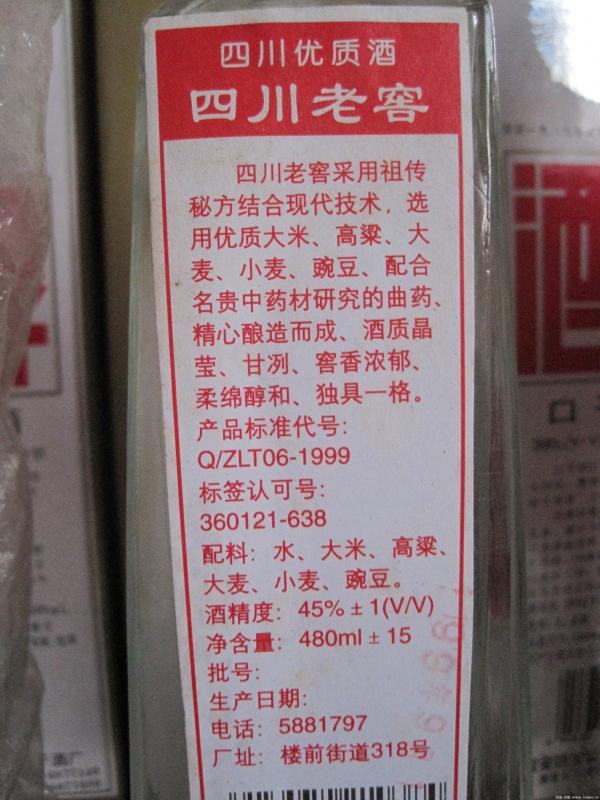 四川优质酒
四川老窖
四川老窖采用祖传
秘方结合现代技术，选
用优质大米、高粱、大
麦、小麦、豌豆、配合
名贵中药材研究的曲药、
精心酿造而成、酒质晶
莹、甘冽、窖香浓郁、
柔绵醇和、独具一格。
产品标准代号：
Q/ZLT06-1999
标签认可号：
360121-638
配料：水、大米、高粱、
大麦、小麦、豌豆。
酒精度：45%±1(V/V)
净含量：480ml±15
批号：
生产日期：
电话：5881797
厂址：楼前街道318号
酒
口